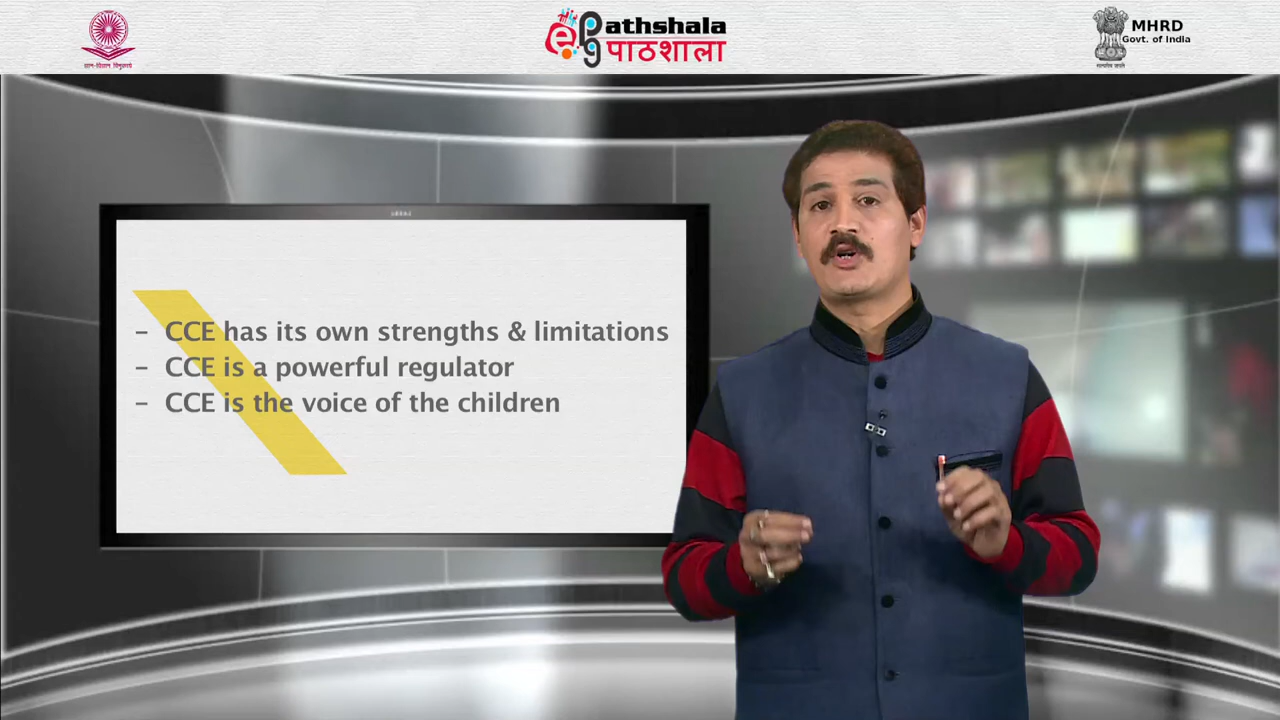 ePG Pathshala
पाठशाला
MHRD
Govt. of India
- CCE has its own strengths & limitations
- CCE is a powerful regulator
- CCE is the voice of the children